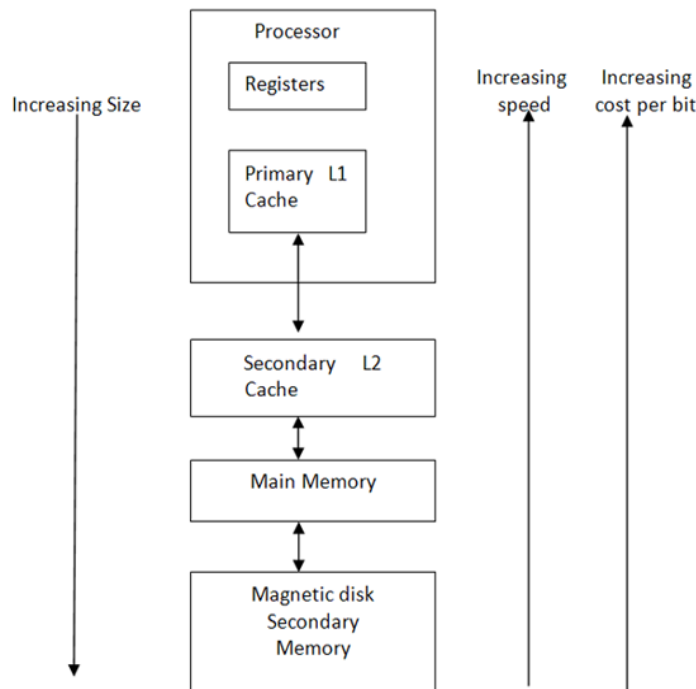 Processor
Registers
Increasing Size
Increasing
speed
Increasing
cost per bit
Primary L1
Cache
Secondary L2
Cache
Main Memory
Magnetic disk
Secondary
Memory